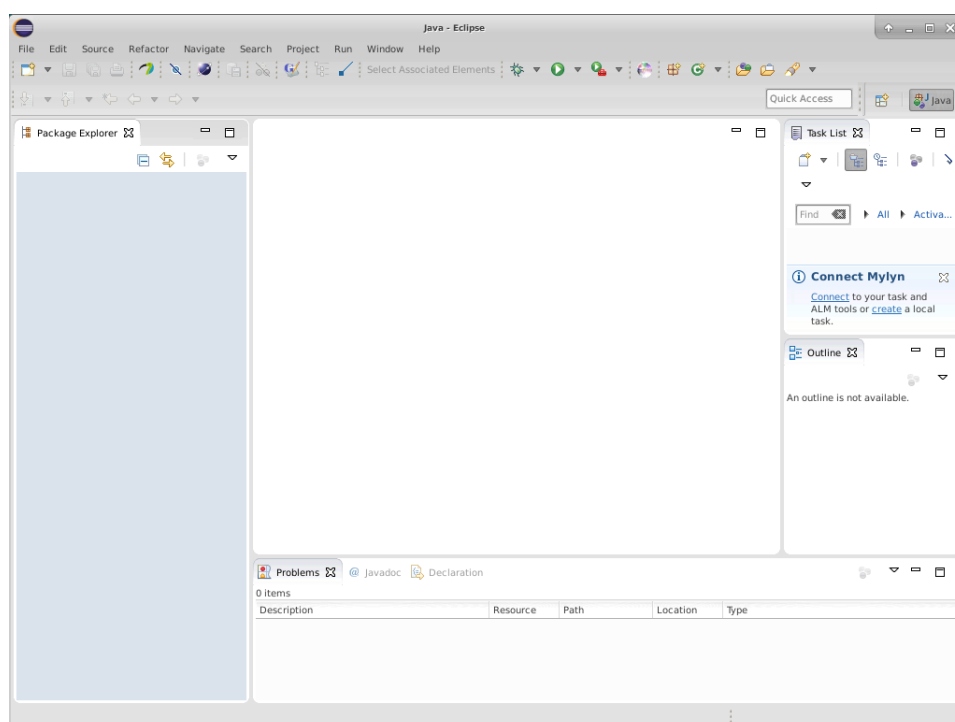 Java - Eclipse
File Edit Source Refactor Navigate Search Project Run Window Help
Select Associated Elements
Quick Access
Java
Package Explorer
Task List
Find
All
Activa...
Connect Mylyn
Connect to your task and
ALM tools or create a local
task.
Outline
An outline is not available.
Problems @ Javadoc Declaration
0 items
Description Resource Path Location Type